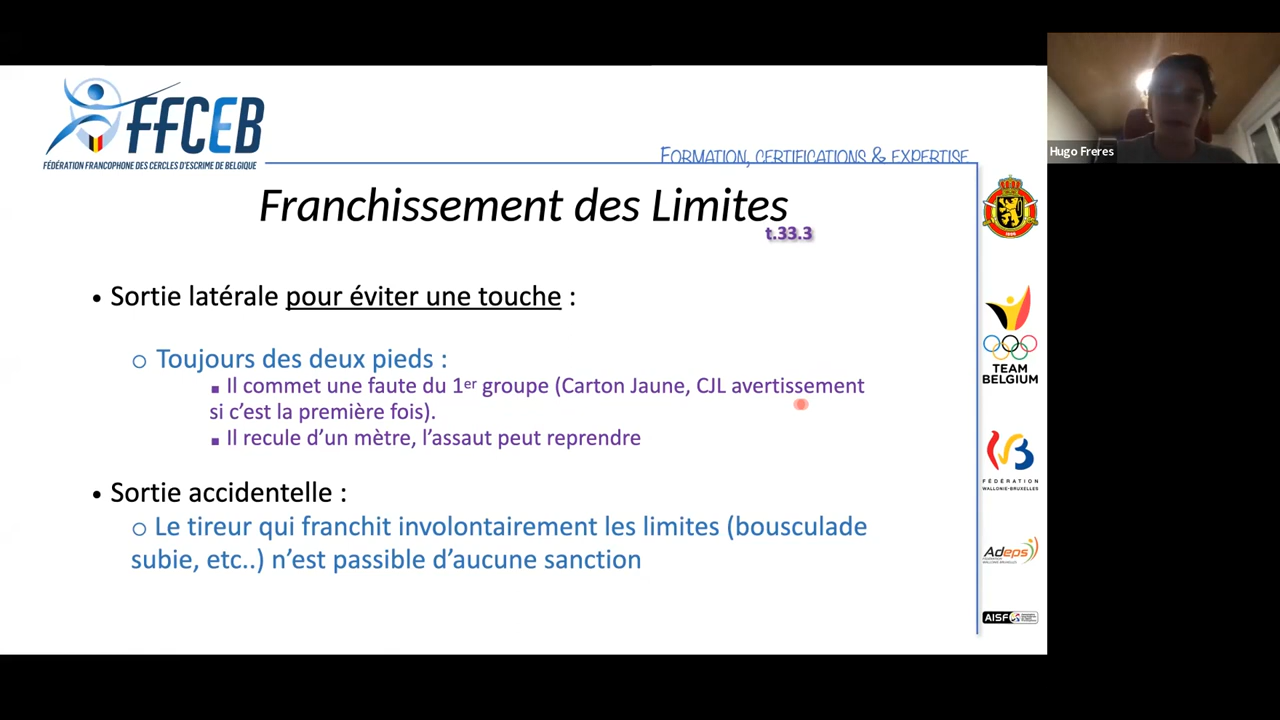 FFCEB
FÉDÉRATION FRANCOPHONE DES CERCLES D'ESCRIME DE BELGIQUE
FORMATION, CERTIFICATIONS & EXPERTISE
Hugo Freres
Franchissement des Limites
t.33.3
• Sortie latérale pour éviter une touche :
o Toujours des deux pieds :
▪ Il commet une faute du 1er groupe (Carton Jaune, CJL avertissement
si c'est la première fois).
▪ Il recule d'un mètre, l'assaut peut reprendre
• Sortie accidentelle :
o Le tireur qui franchit involontairement les limites (bousculade
subie, etc..) n'est passible d'aucune sanction
TEAM
BELGIUM
FÉDÉRATION
WALLONIE-BRUXELLES
Adeps
AISF